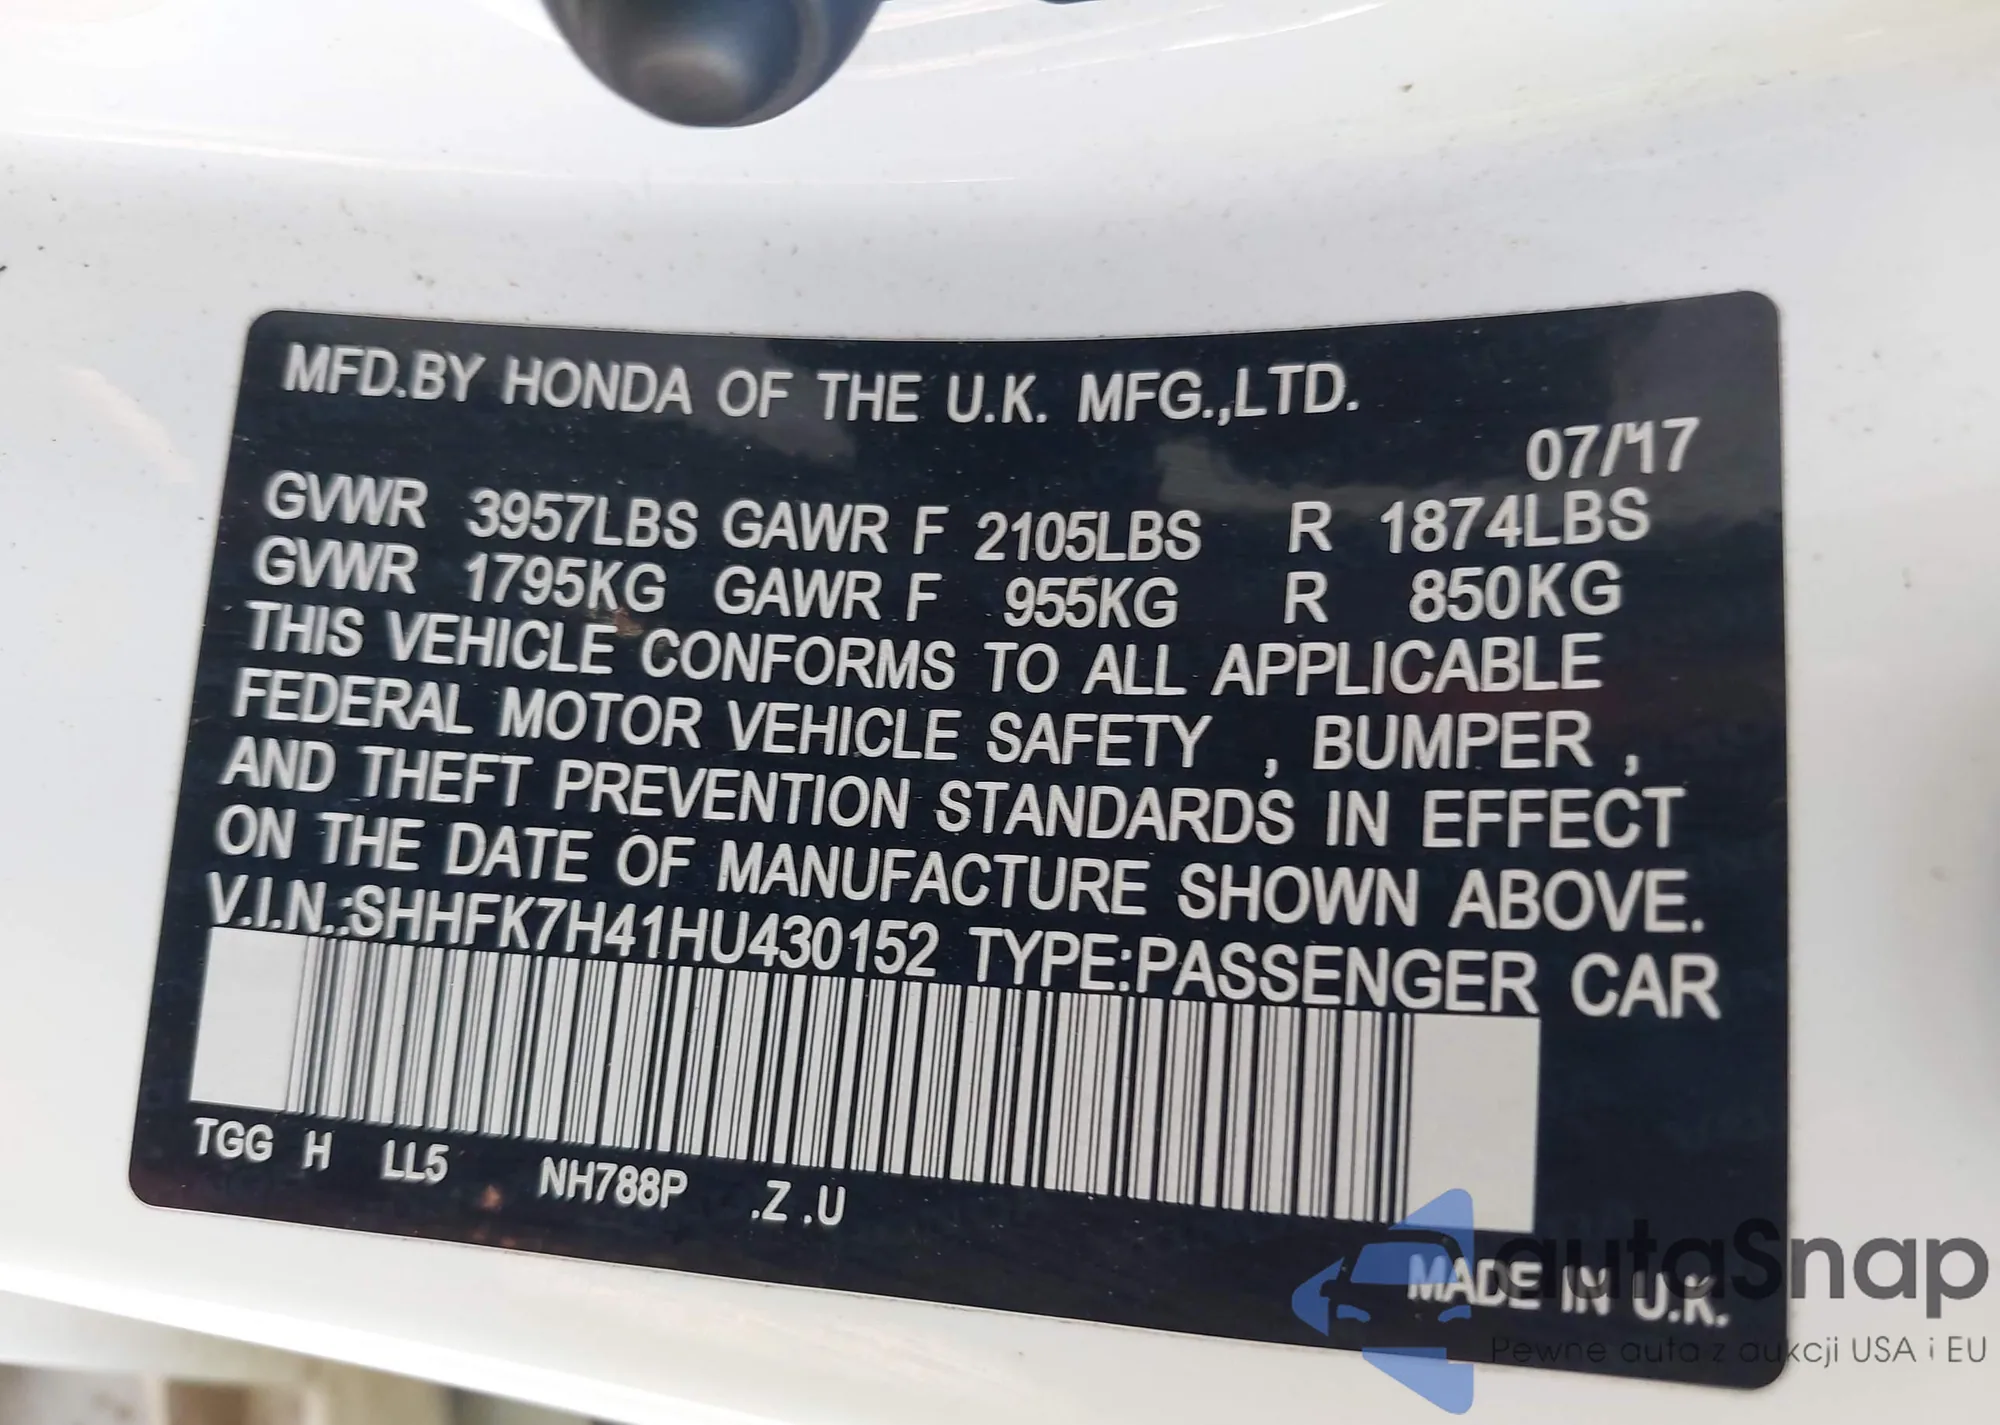 MFD.BY HONDA OF THE U.K. MFG.,LTD.
07/'17
GVWR 3957LBS GAWR F 2105LBS R 1874LBS
GVWR 1795KG GAWR F 955KG R 850KG
THIS VEHICLE CONFORMS TO ALL APPLICABLE
FEDERAL MOTOR VEHICLE SAFETY , BUMPER ,
AND THEFT PREVENTION STANDARDS IN EFFECT
ON THE DATE OF MANUFACTURE SHOWN ABOVE.
V.I.N.:SHHFK7H41HU430152 TYPE:PASSENGER CAR
TGG H LL5 NH788P .Z .U
MADE IN U.K.
autaSnap
Pewne auta z aukcji USA i EU